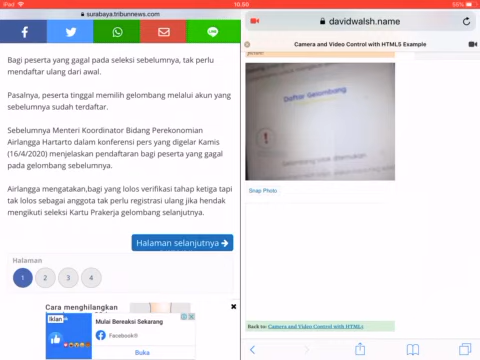 iPad
10.50
55%
surabaya.tribunnews.com
Bagi peserta yang gagal pada seleksi sebelumnya, tak perlu
mendaftar ulang dari awal.
Pasalnya, peserta tinggal memilih gelombang melalui akun yang
sebelumnya sudah terdaftar.
Sebelumnya Menteri Koordinator Bidang Perekonomian
Airlangga Hartarto dalam konferensi pers yang digelar Kamis
(16/4/2020) menjelaskan pendaftaran bagi peserta yang gagal
pada gelombang sebelumnya.
Airlangga mengatakan,bagi yang lolos verifikasi tahap ketiga tapi
tak lolos sebagai anggota tak perlu registrasi ulang jika hendak
mengikuti seleksi Kartu Prakerja gelombang selanjutnya.
Halaman selanjutnya
Halaman
1 2 3 4
Cara menghilangkan
Iklan
Mulai Bereaksi Sekarang
Facebook®
Buka
davidwalsh.name
Camera and Video Control with HTML5 Example
Daftar Gelombang
Snap Photo
Back to: Camera and Video Control with HTML5